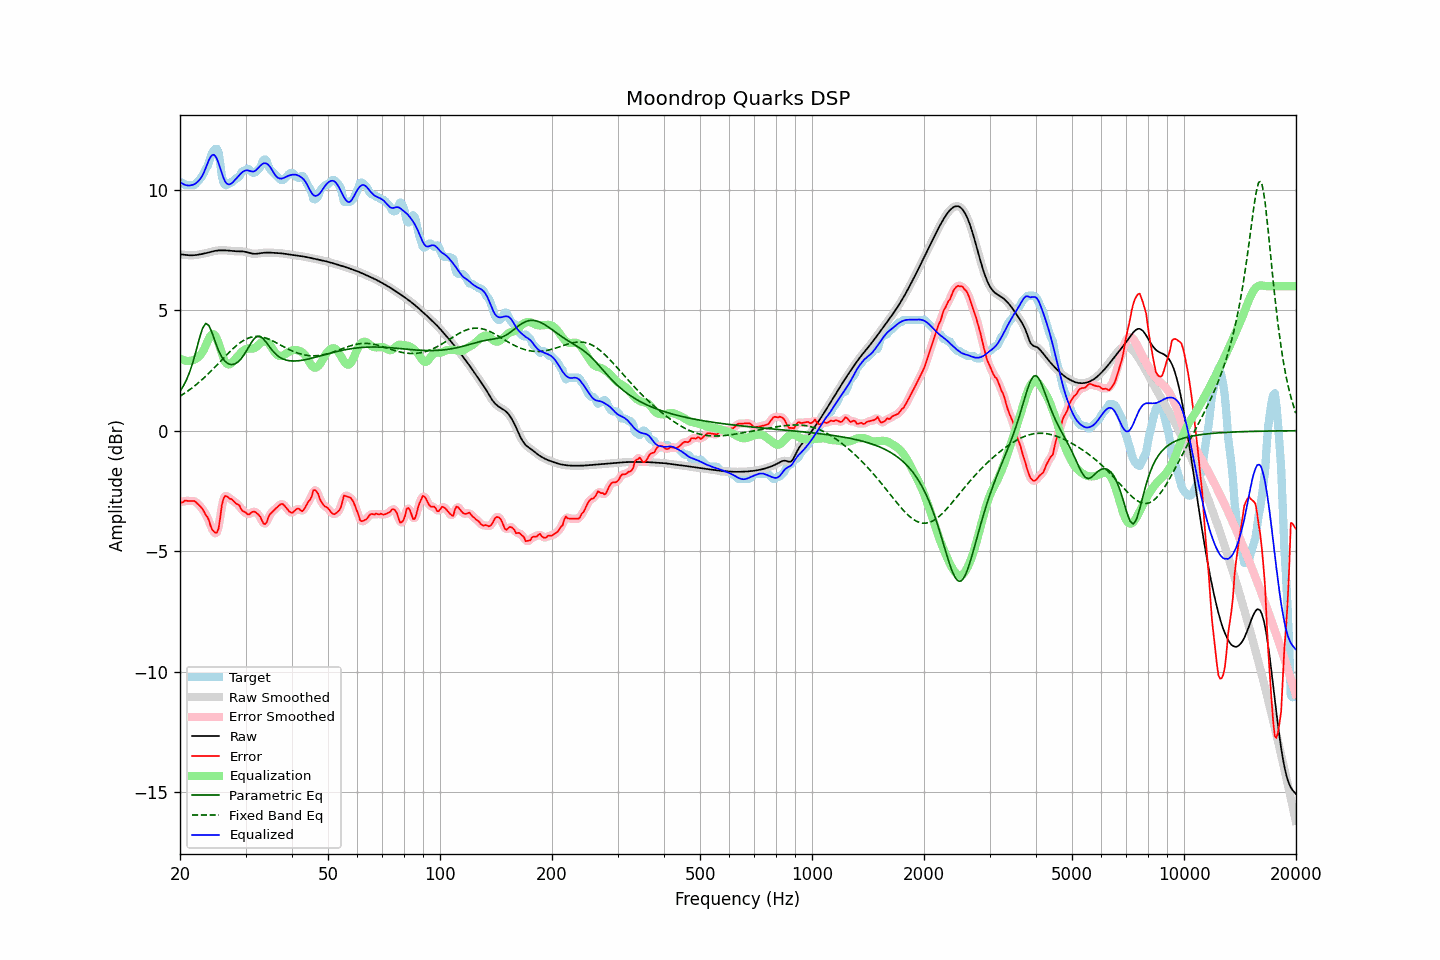 Moondrop Quarks DSP
Amplitude (dBr)
10
5
0
−5
−10
−15
Target
Raw Smoothed
Error Smoothed
Raw
Error
Equalization
Parametric Eq
Fixed Band Eq
Equalized
20 50 100 200 500 1000 2000 5000 10000 20000
Frequency (Hz)